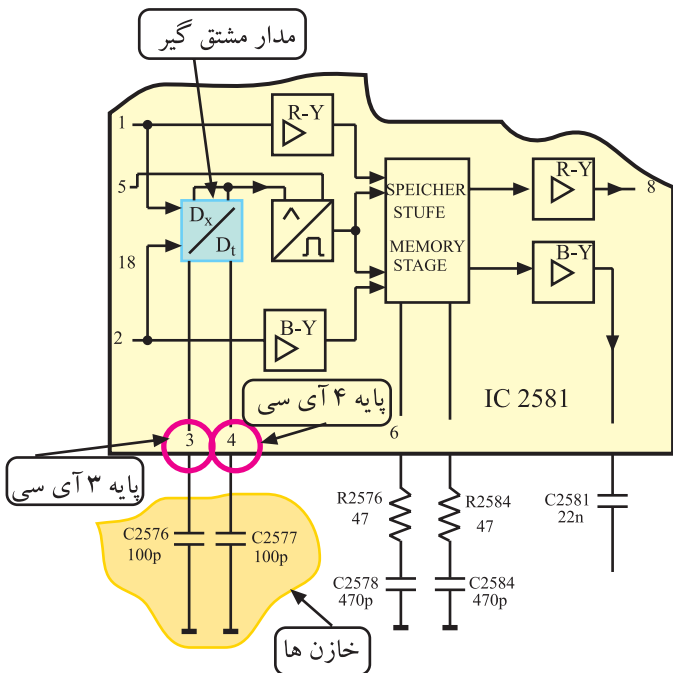 مدار مشتق گیر
1
R-Y
5
Dx
Dt
SPEICHER
STUFE
MEMORY
STAGE
R-Y
8
B-Y
18
2
B-Y
IC 2581
پایه ۴ آی سی
3
4
6
پایه ۳ آی سی
R2576
47
R2584
47
C2581
22n
C2576
100p
C2577
100p
C2578
470p
C2584
470p
خازن ها